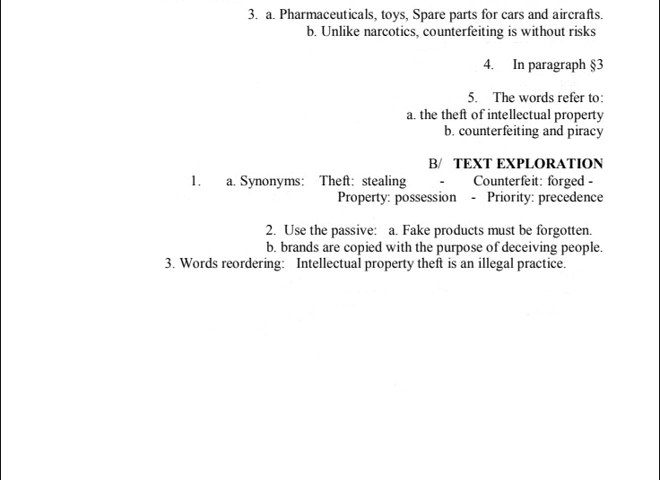 3. a. Pharmaceuticals, toys, Spare parts for cars and aircrafts.
b. Unlike narcotics, counterfeiting is without risks
4. In paragraph §3
5. The words refer to:
a. the theft of intellectual property
b. counterfeiting and piracy
B/ TEXT EXPLORATION
1. a. Synonyms: Theft: stealing - Counterfeit: forged -
Property: possession - Priority: precedence
2. Use the passive: a. Fake products must be forgotten.
b. brands are copied with the purpose of deceiving people.
3. Words reordering: Intellectual property theft is an illegal practice.